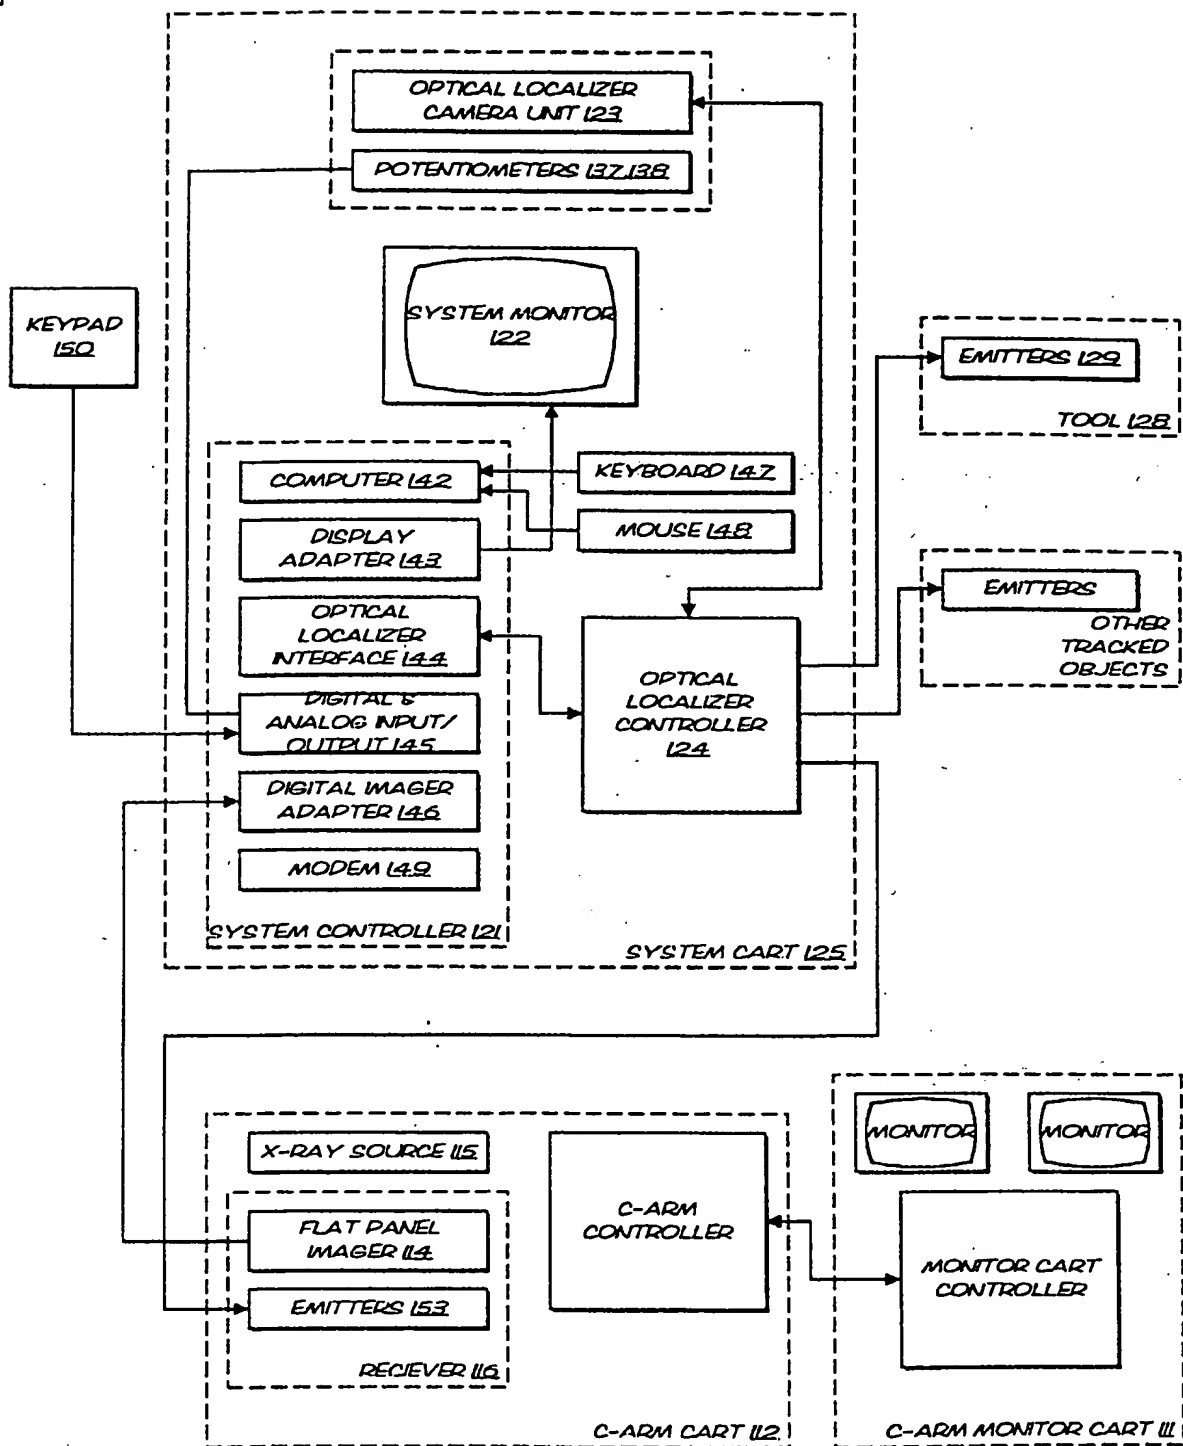 OPTICAL LOCALIZER
CAMERA UNIT 123
POTENTIOMETERS 137,138
SYSTEM MONITOR
122
KEYPAD
150
EMITTERS 129
TOOL 128
COMPUTER 142
KEYBOARD 147
MOUSE 148
DISPLAY
ADAPTER 143
EMITTERS
OTHER
TRACKED
OBJECTS
OPTICAL
LOCALIZER
INTERFACE 144
OPTICAL
LOCALIZER
CONTROLLER
124
DIGITAL &
ANALOG INPUT/
OUTPUT 145
DIGITAL IMAGER
ADAPTER 146
MODEM 149
SYSTEM CONTROLLER 121
SYSTEM CART 125
X-RAY SOURCE 115
FLAT PANEL
IMAGER 114
EMITTERS 153
RECIEVER 116
C-ARM
CONTROLLER
C-ARM CART 112
MONITOR
MONITOR
MONITOR CART
CONTROLLER
C-ARM MONITOR CART 111